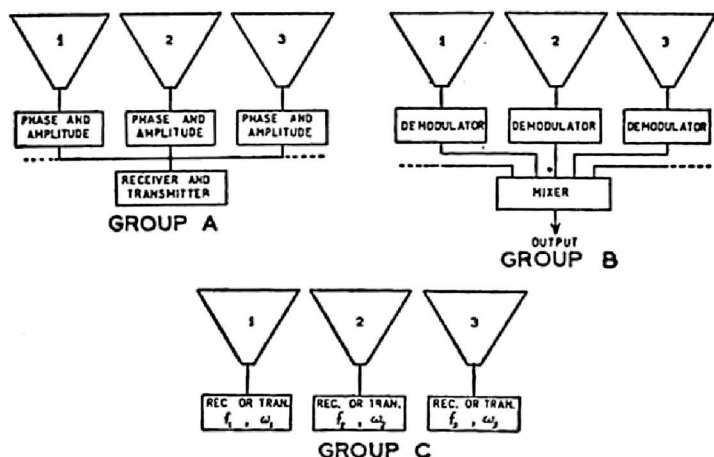 1
2
3
PHASE AND
AMPLITUDE
PHASE AND
AMPLITUDE
PHASE AND
AMPLITUDE
RECEIVER AND
TRANSMITTER
GROUP A
1
2
3
DEMODULATOR
DEMODULATOR
DEMODULATOR
MIXER
OUTPUT
GROUP B
1
2
3
REC. OR TRAN.
f₁ , ω₁
REC. OR TRAN.
f₂ , ω₂
REC. OR TRAN.
f₃ , ω₃
GROUP C